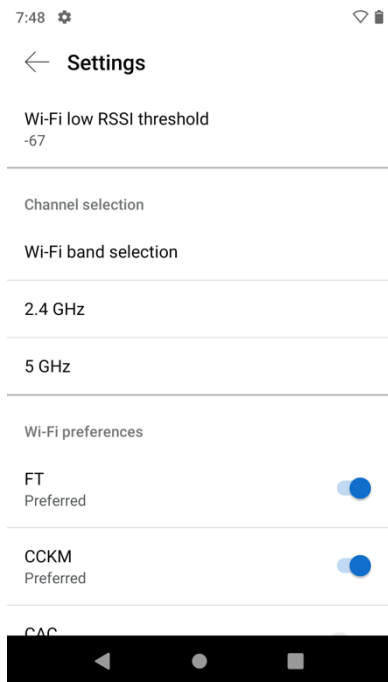 7:48
Settings
Wi-Fi low RSSI threshold
-67
Channel selection
Wi-Fi band selection
2.4 GHz
5 GHz
Wi-Fi preferences
FT
Preferred
CCKM
Preferred
CAC